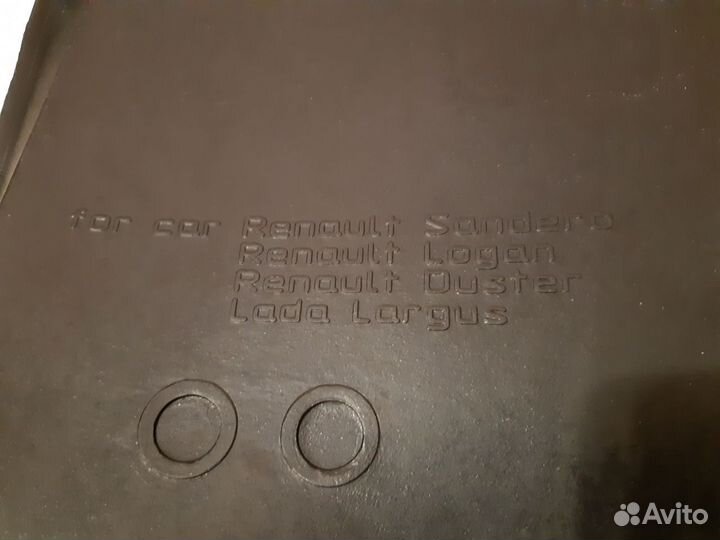 for car Renault Sandero
Renault Logan
Renault Duster
Lada Largus
Avito